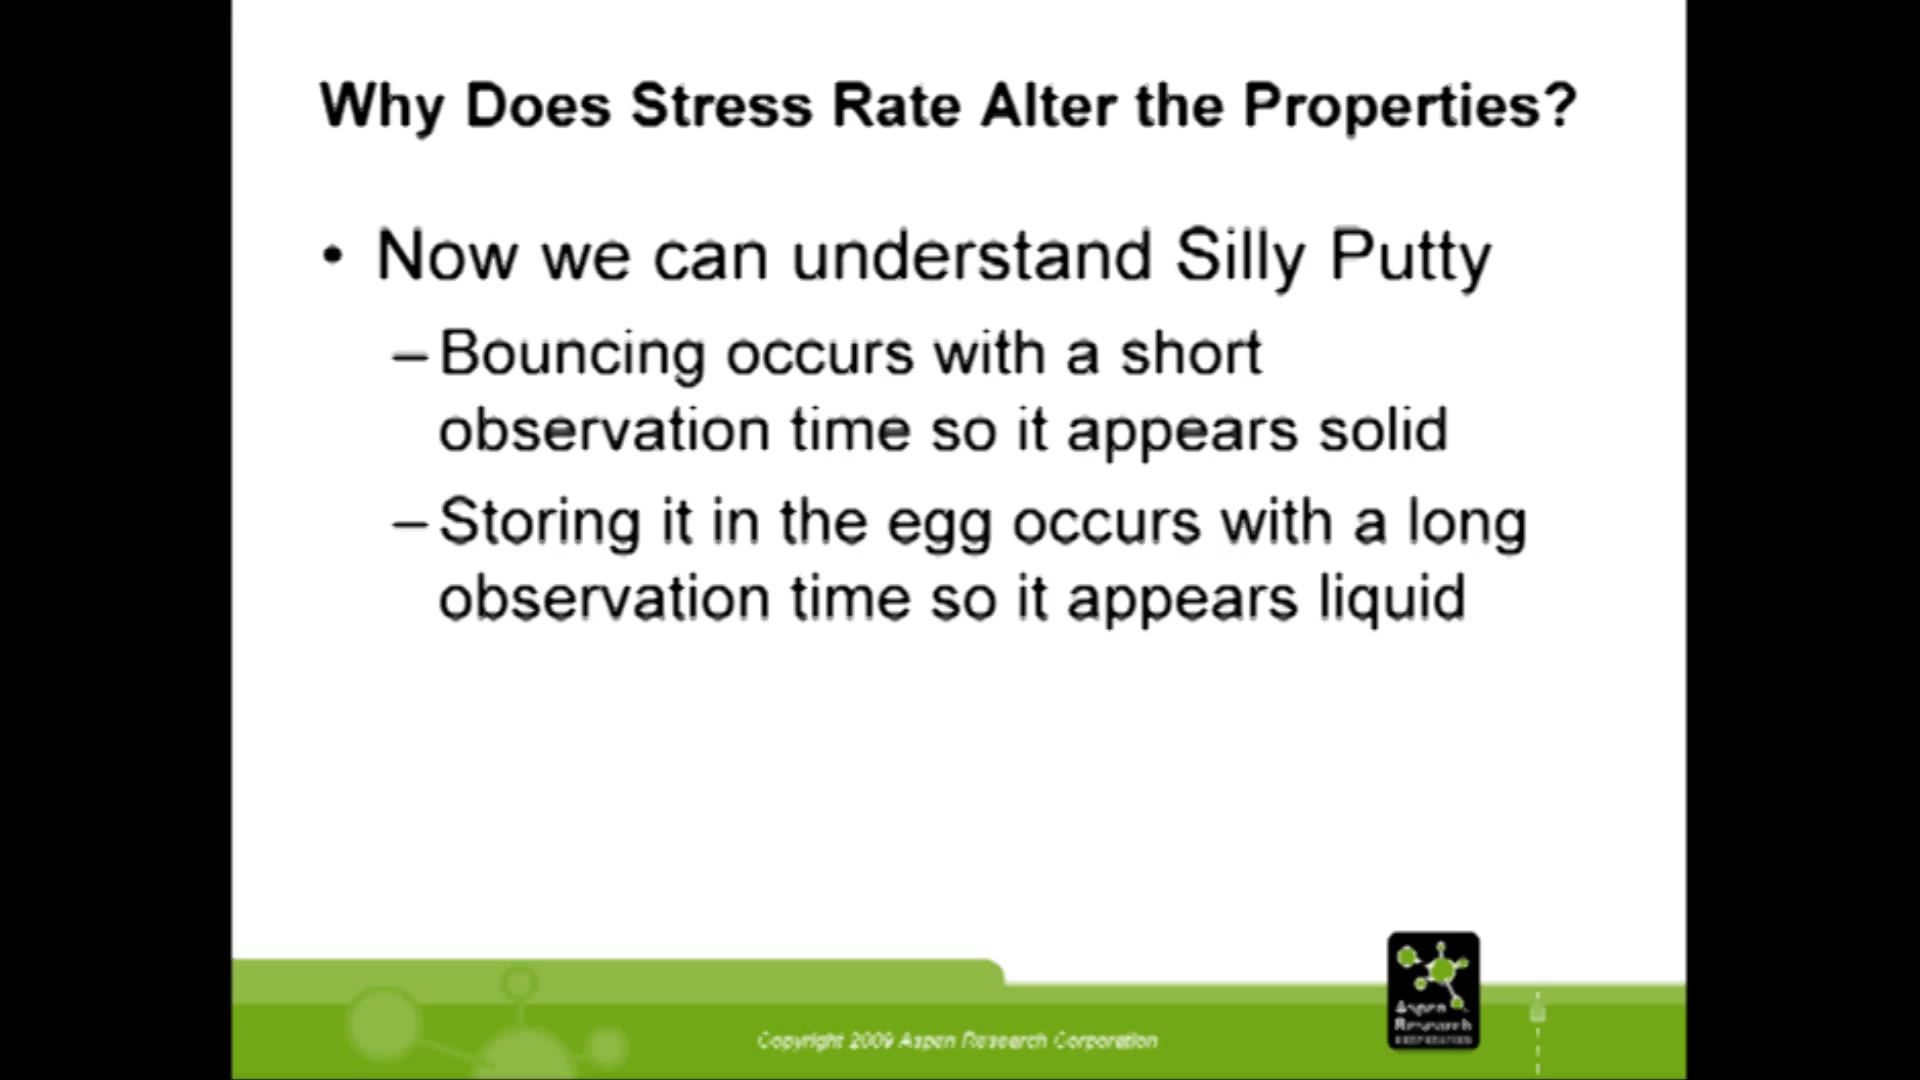 Why Does Stress Rate Alter the Properties?
• Now we can understand Silly Putty
– Bouncing occurs with a short
observation time so it appears solid
– Storing it in the egg occurs with a long
observation time so it appears liquid
Aspen
Research
Copyright 2009 Aspen Research Corporation